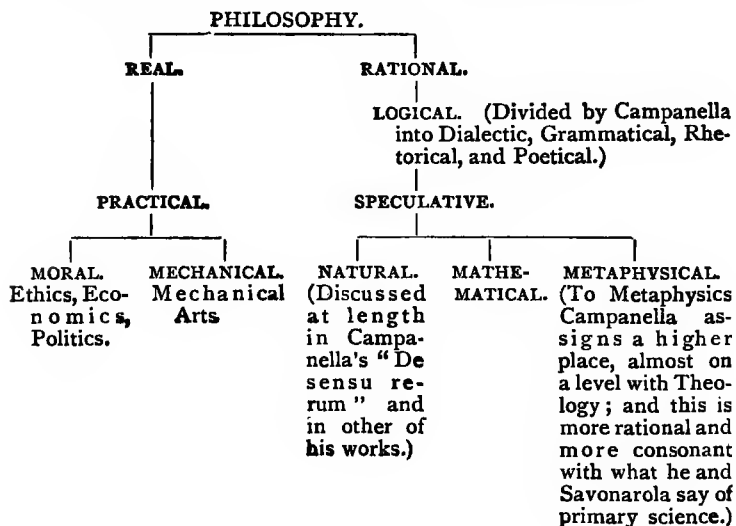 PHILOSOPHY.
REAL.
RATIONAL.
LOGICAL. (Divided by Campanella
into Dialectic, Grammatical, Rhe-
torical, and Poetical.)
PRACTICAL.
SPECULATIVE.
MORAL.
Ethics, Eco-
nomics,
Politics.
MECHANICAL.
Mechanical
Arts.
NATURAL.
(Discussed
at length
in Campa-
nella's "De
sensu re-
rum" and
in other of
his works.)
MATHE-
MATICAL.
METAPHYSICAL.
(To Metaphysics
Campanella as-
signs a higher
place, almost on
a level with Theo-
logy; and this is
more rational and
more consonant
with what he and
Savonarola say of
primary science.)